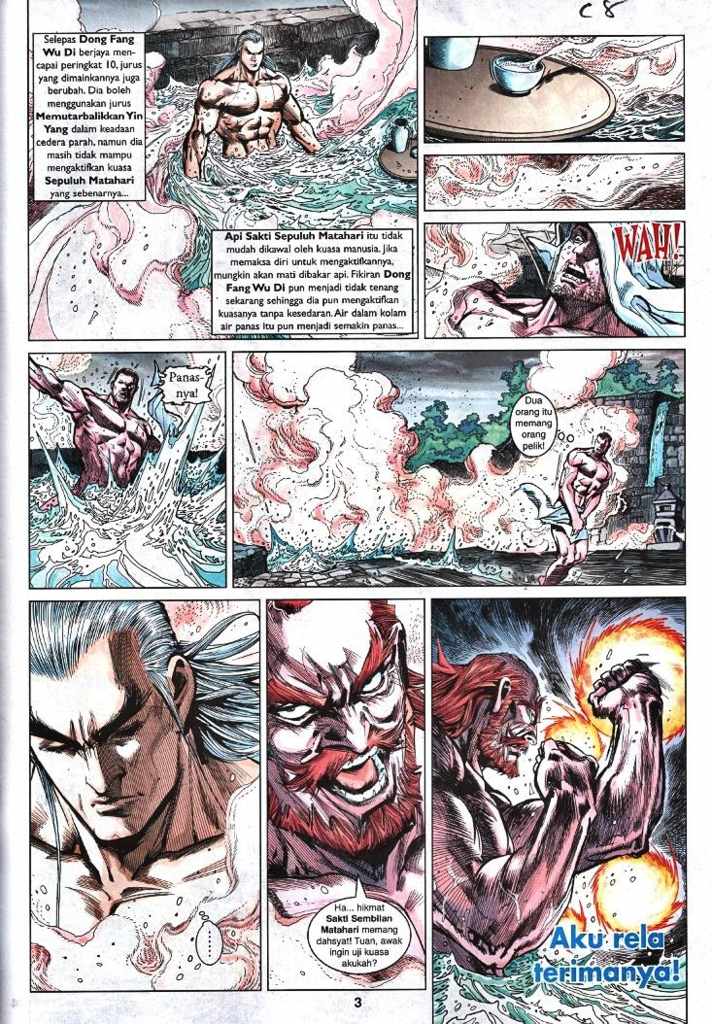 C8
Selepas Dong Fang
Wu Di berjaya men-
capai peringkat 10, jurus
yang dimainkannya juga
berubah. Dia boleh
menggunakan jurus
Memutarbalikkan Yin
Yang dalam keadaan
cedera parah, namun dia
masih tidak mampu
mengaktifkan kuasa
Sepuluh Matahari
yang sebenarnya...
Api Sakti Sepuluh Matahari itu tidak
mudah dikawal oleh kuasa manusia. Jika
memaksa diri untuk mengaktifkannya,
mungkin akan mati dibakar api. Fikiran Dong
Fang Wu Di pun menjadi tidak tenang
sekarang sehingga dia pun mengaktifkan
kuasanya tanpa kesedaran. Air dalam kolam
air panas itu pun menjadi semakin panas...
WAH!
Panas-
nya!
Dua
orang itu
memang
orang
pelik!
......
Ha... hikmat
Sakti Sembilan
Matahari memang
dahsyat! Tuan, awak
ingin uji kuasa
akukah?
Aku rela
terimanya!
3